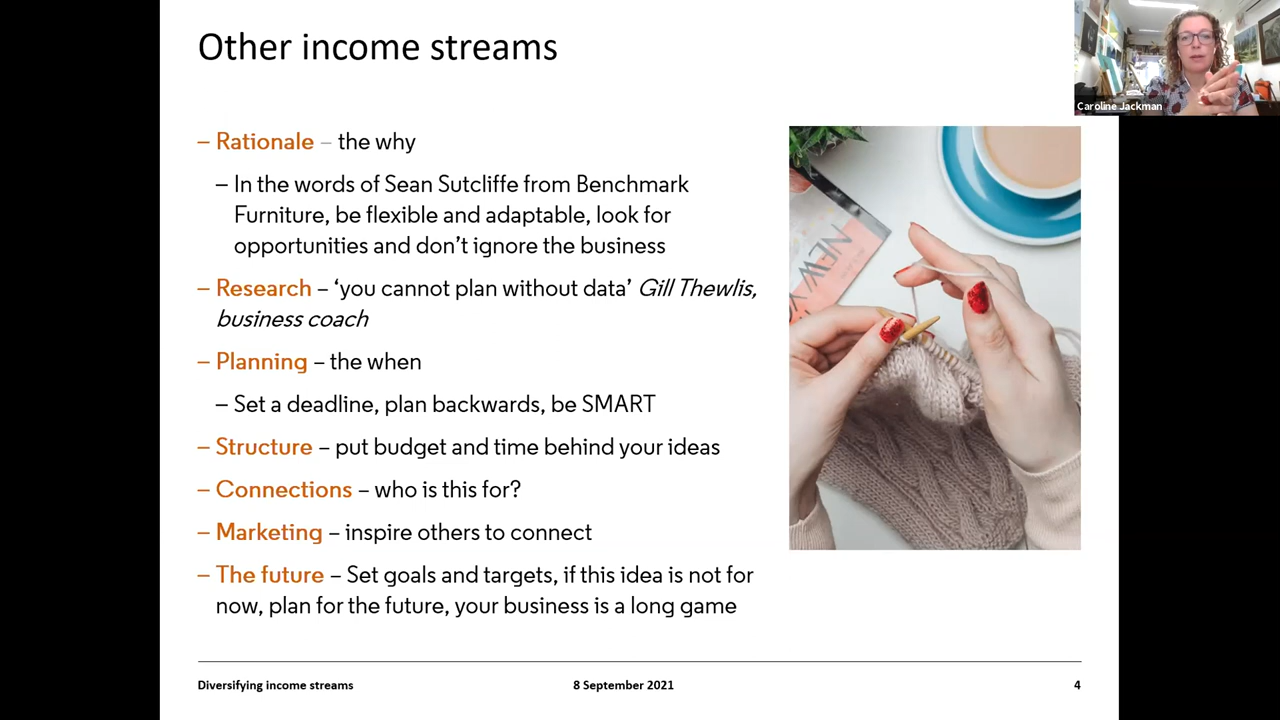 Other income streams
Caroline Jackman
– Rationale – the why
– In the words of Sean Sutcliffe from Benchmark
Furniture, be flexible and adaptable, look for
opportunities and don’t ignore the business
– Research – ‘you cannot plan without data’ Gill Thewlis,
business coach
– Planning – the when
– Set a deadline, plan backwards, be SMART
– Structure – put budget and time behind your ideas
– Connections – who is this for?
– Marketing – inspire others to connect
– The future – Set goals and targets, if this idea is not for
now, plan for the future, your business is a long game
NEW
Diversifying income streams
8 September 2021
4